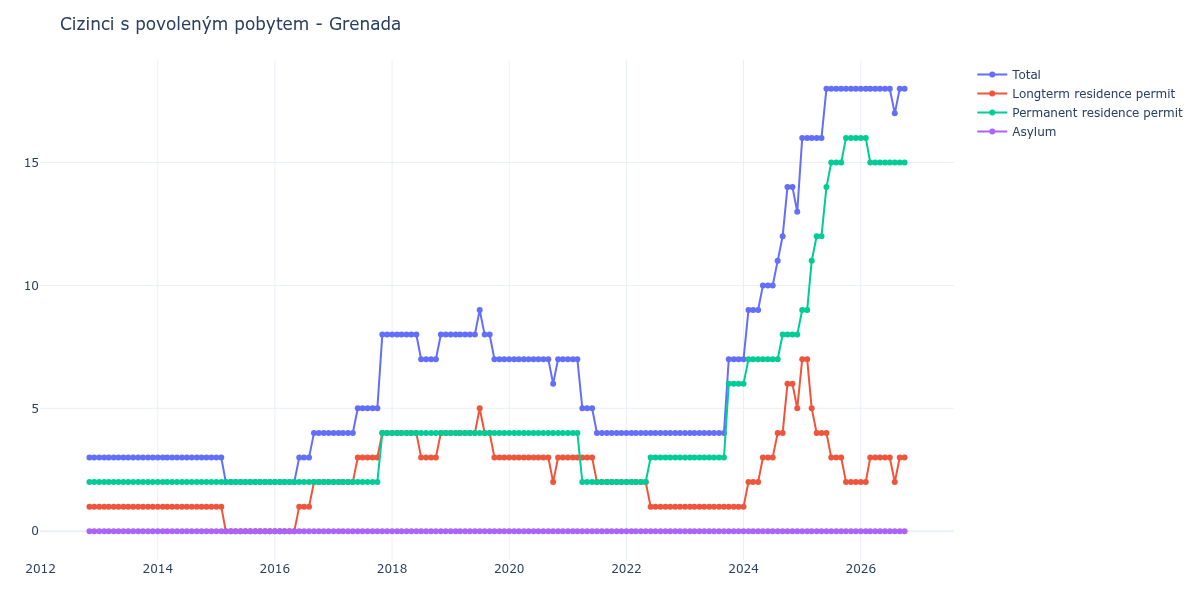 Cizinci s povoleným pobytem - Grenada
Total
Longterm residence permit
Permanent residence permit
Asylum
15
10
5
0
2012
2014
2016
2018
2020
2022
2024
2026